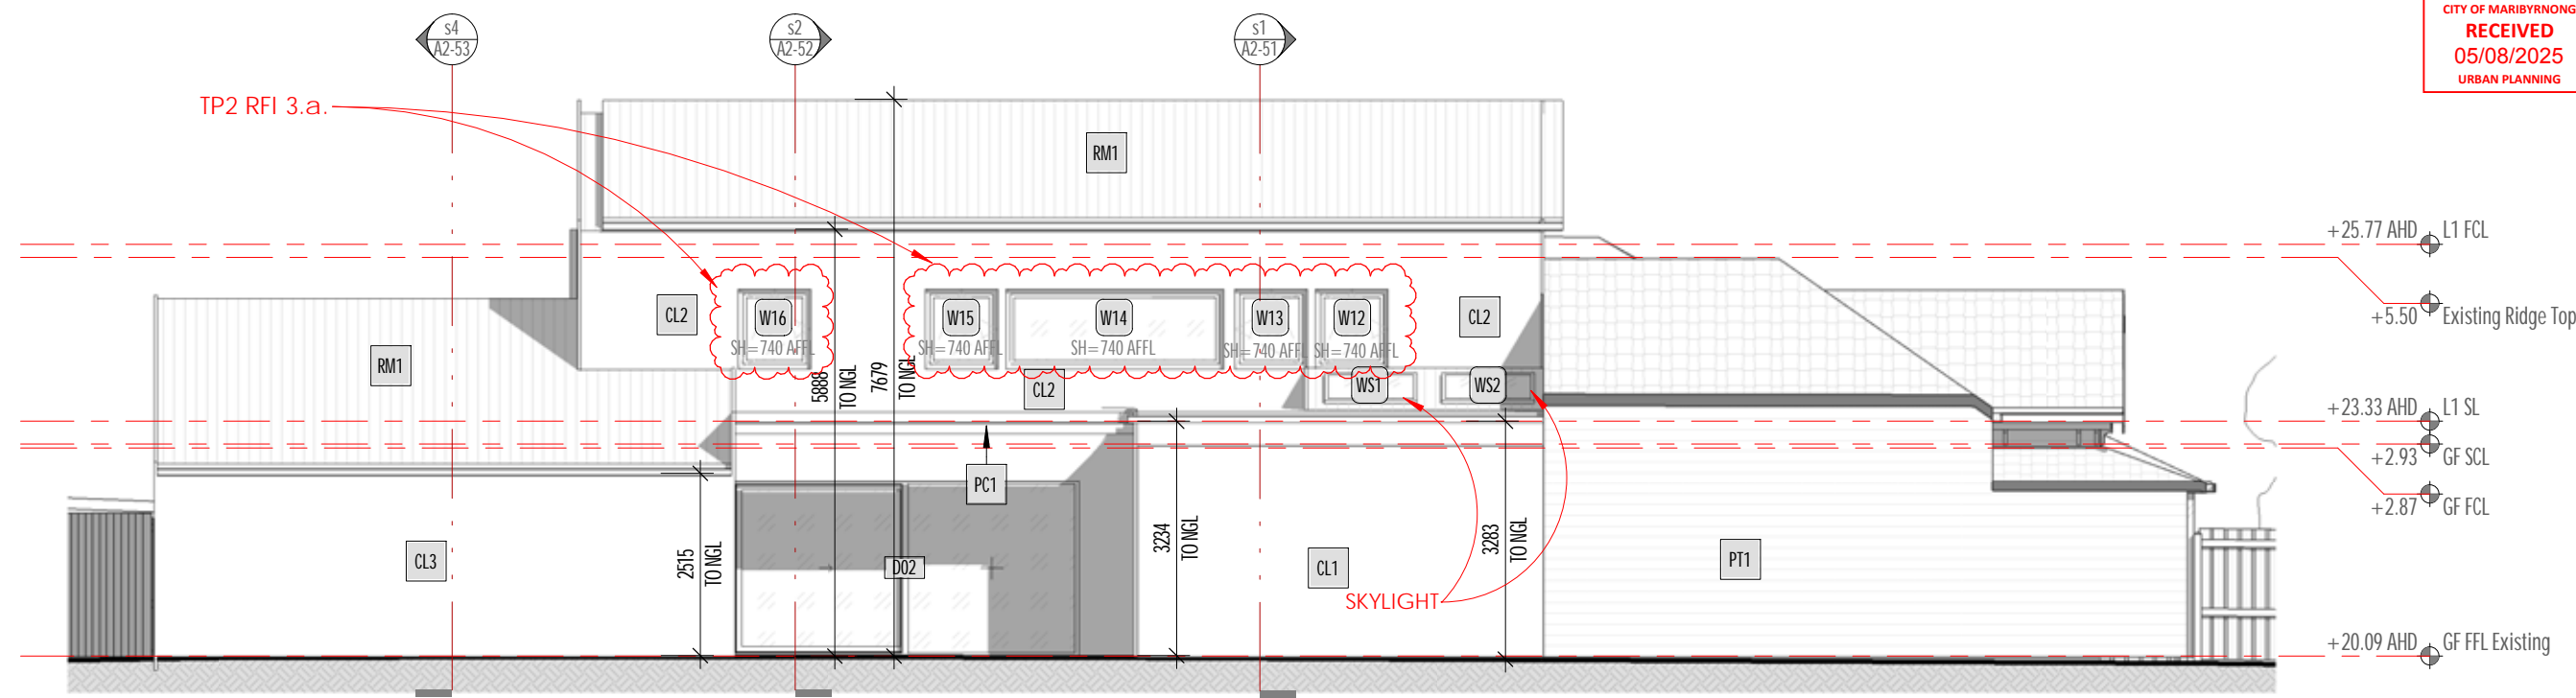 CITY OF MARIBYRNONG
RECEIVED
05/08/2025
URBAN PLANNING
s4
A2-53
s2
A2-52
s1
A2-51
TP2 RFI 3.a.
RM1
+25.77 AHD L1 FCL
+5.50 Existing Ridge Top
CL2
W16
SH=740 AFFL
W15
SH=740 AFFL
W14
SH=740 AFFL
W13
SH=740 AFFL
W12
SH=740 AFFL
CL2
RM1
5888
TO NGL
7679
TO NGL
CL2
WS1
WS2
+23.33 AHD L1 SL
+2.93 GF SCL
+2.87 GF FCL
PC1
CL3
2515
TO NGL
D02
3234
TO NGL
CL1
3283
TO NGL
PT1
SKYLIGHT
+20.09 AHD GF FFL Existing